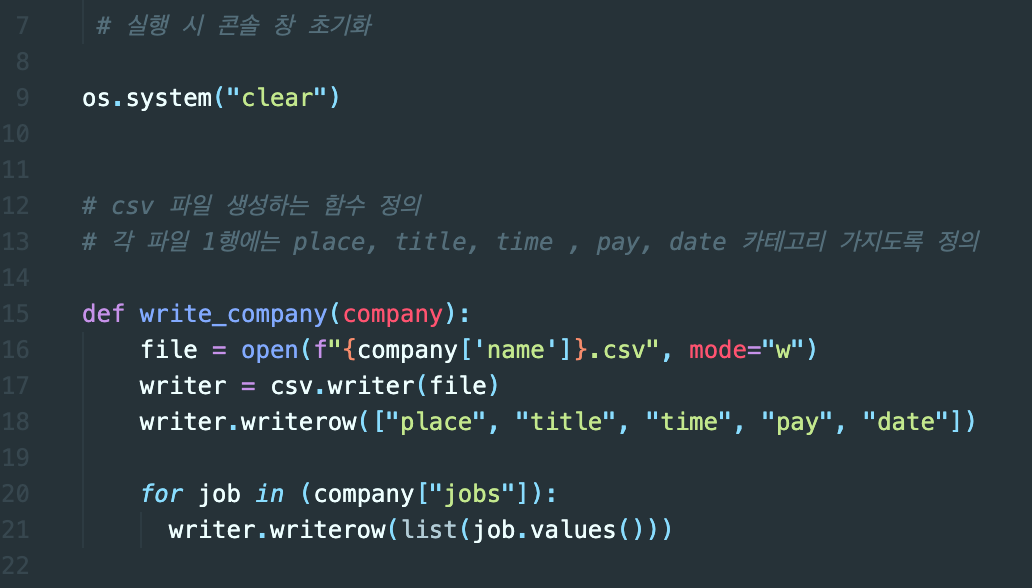 7 # 실행 시 콘솔 창 초기화
8
9 os.system("clear")
10
11
12 # csv 파일 생성하는 함수 정의
13 # 각 파일 1행에는 place, title, time , pay, date 카테고리 가지도록 정의
14
15 def write_company(company):
16     file = open(f"{company['name']}.csv", mode="w")
17     writer = csv.writer(file)
18     writer.writerow(["place", "title", "time", "pay", "date"])
19
20     for job in (company["jobs"]):
21       writer.writerow(list(job.values()))
22